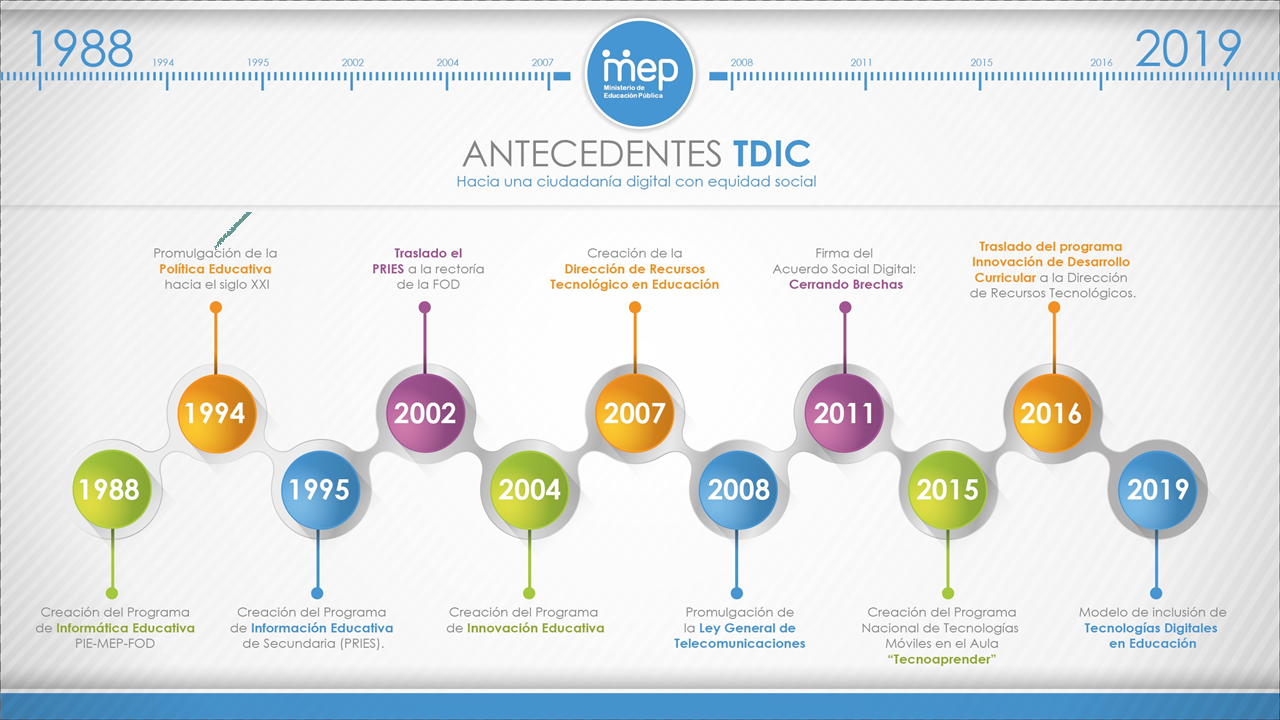 1988
1994
1995
2002
2004
2007
mep
Ministerio de
Educación Pública
2008
2011
2015
2016
2019
ANTECEDENTES TDIC
Hacia una ciudadanía digital con equidad social
Promulgación de la
Política Educativa
hacia el siglo XXI
Traslado el
PRIES a la rectoría
de la FOD
Creación de la
Dirección de Recursos
Tecnológico en Educación
Firma del
Acuerdo Social Digital:
Cerrando Brechas
Traslado del programa
Innovación de Desarrollo
Curricular a la Dirección
de Recursos Tecnológicos.
1994
2002
2007
2011
2016
1988
1995
2004
2008
2015
2019
Creación del Programa
de Informática Educativa
PIE-MEP-FOD
Creación del Programa
de Información Educativa
de Secundaria (PRIES).
Creación del Programa
de Innovación Educativa
Promulgación de
la Ley General de
Telecomunicaciones
Creación del Programa
Nacional de Tecnologías
Móviles en el Aula
“Tecnoaprender”
Modelo de inclusión de
Tecnologías Digitales
en Educación